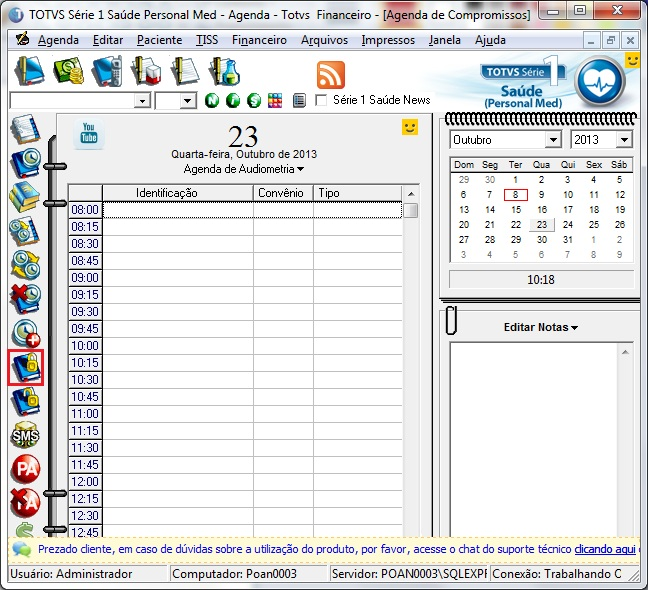 TOTVS Série 1 Saúde Personal Med - Agenda - Totvs Financeiro - [Agenda de Compromissos]
Agenda Editar Paciente TISS Financeiro Arquivos Impressos Janela Ajuda
TOTVS Série 1
Saúde
(Personal Med)
N I S Série 1 Saúde News
You
Tube
23
Quarta-feira, Outubro de 2013
Agenda de Audiometria
Identificação Convênio Tipo
08:00
08:15
08:30
08:45
09:00
09:15
09:30
09:45
10:00
10:15
10:30
10:45
11:00
11:15
11:30
11:45
12:00
12:15
12:30
12:45
SMS
PA
TA
Outubro 2013
Dom Seg Ter Qua Qui Sex Sáb
29 30 1 2 3 4 5
6 7 8 9 10 11 12
13 14 15 16 17 18 19
20 21 22 23 24 25 26
27 28 29 30 31 1 2
3 4 5 6 7 8 9
10:18
Editar Notas
Prezado cliente, em caso de dúvidas sobre a utilização do produto, por favor, acesse o chat do suporte técnico clicando aqui
Usuário: Administrador Computador: Poan0003 Servidor: POAN0003\SQLEXPF Conexão: Trabalhando C